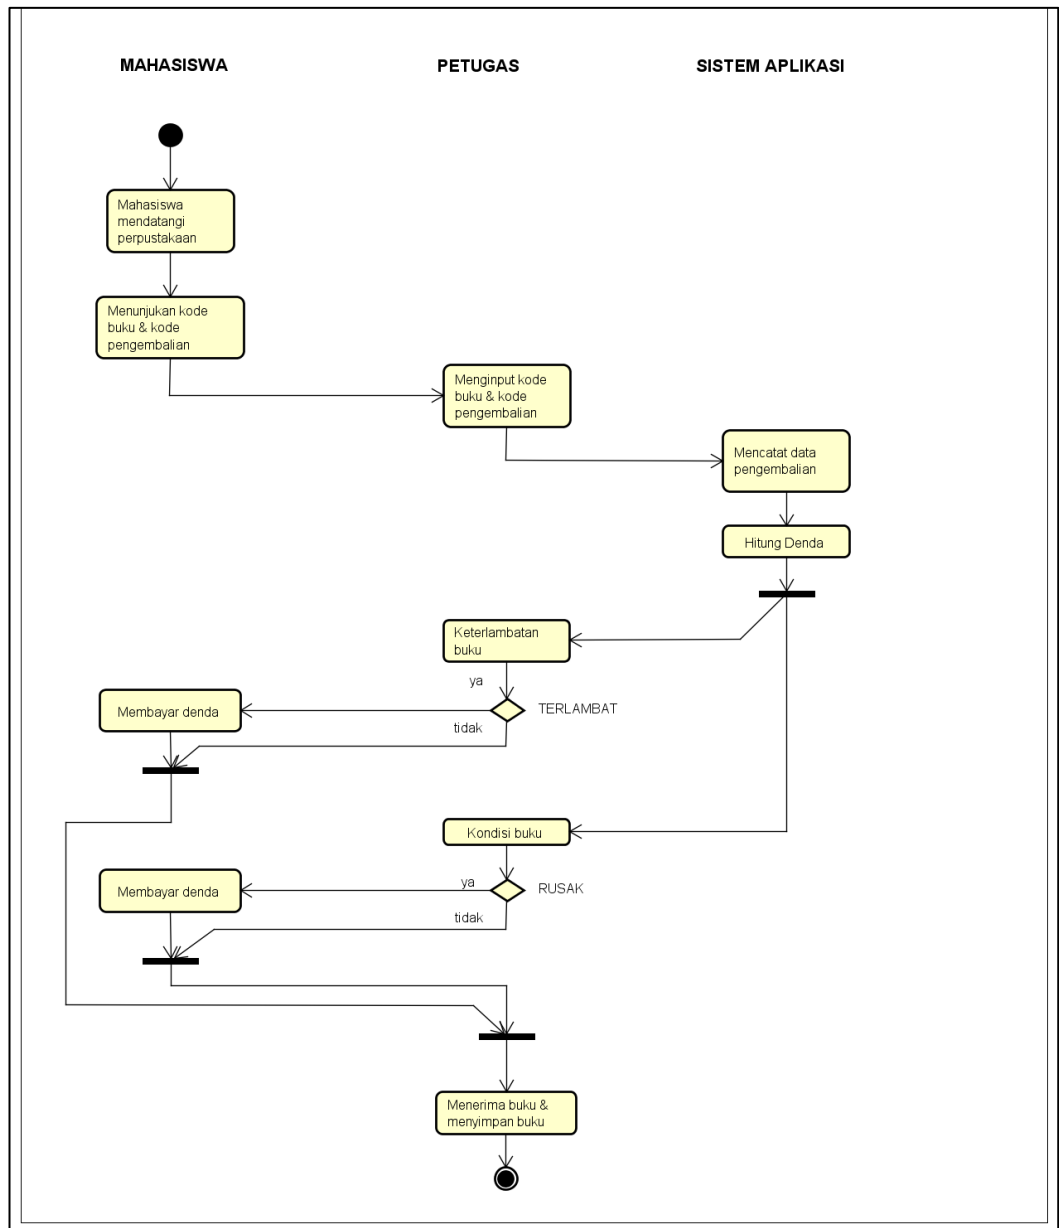 MAHASISWA
PETUGAS
SISTEM APLIKASI
Mahasiswa
mendatangi
perpustakaan
Menunjukan kode
buku & kode
pengembalian
Menginput kode
buku & kode
pengembalian
Mencatat data
pengembalian
Hitung Denda
Keterlambatan
buku
ya
TERLAMBAT
Membayar denda
tidak
Kondisi buku
ya
RUSAK
Membayar denda
tidak
Menerima buku &
menyimpan buku